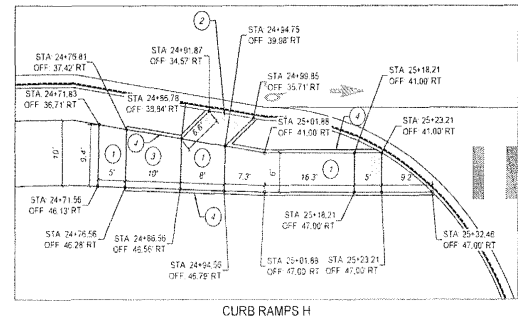 STA 24+94.75
OFF 39.98' RT
2
STA 24+75.81
OFF 37.42' RT
STA 24+91.87
OFF 34.57' RT
STA 24+99.85
OFF 35.71' RT
STA 25+18.21
OFF 41.00' RT
STA 24+71.83
OFF 36.71' RT
STA 24+86.78
OFF 38.84' RT
STA 25+01.88
OFF 41.00' RT
4
STA 25+23.21
OFF 41.00' RT
6.6'
4
10'
9.4'
1
3
1
6'
5'
10'
8'
7.3'
16.3'
5'
9.2'
4
STA 24+71.56
OFF 46.13' RT
STA 24+76.56
OFF 46.28' RT
STA 24+86.56
OFF 46.56' RT
STA 24+94.56
OFF 46.79' RT
STA 25+01.88
OFF 47.00' RT
STA 25+18.21
OFF 47.00' RT
STA 25+23.21
OFF 47.00' RT
STA 25+32.46
OFF 47.00' RT
CURB RAMPS H